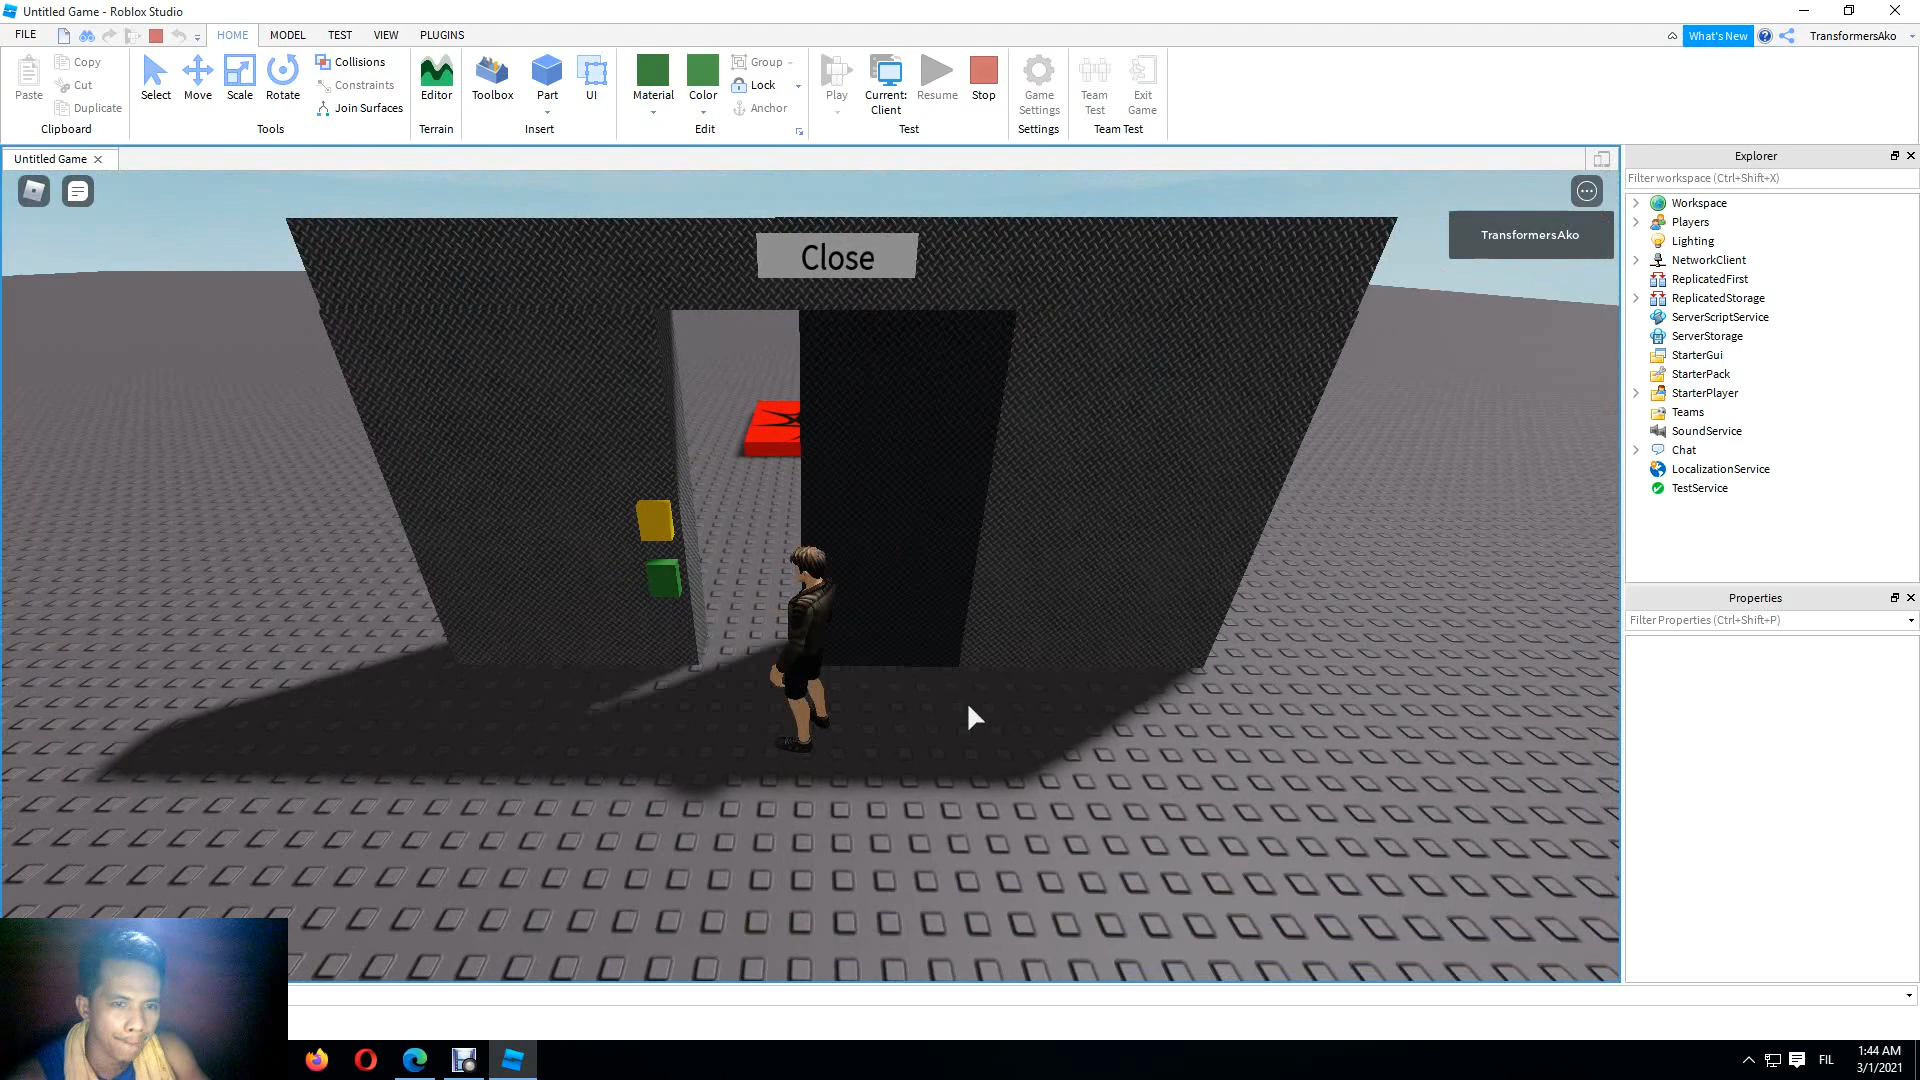 Untitled Game - Roblox Studio
FILE HOME MODEL TEST VIEW PLUGINS What's New TransformersAko
Paste Copy Cut Duplicate
Clipboard
Select Move Scale Rotate Collisions Constraints Join Surfaces
Tools
Editor
Terrain
Toolbox Part UI
Insert
Material Color Group Lock Anchor
Edit
Play Current: Client Resume Stop
Test
Game Settings
Settings
Team Test Exit Game
Team Test
Untitled Game
Close
TransformersAko
Explorer
Filter workspace (Ctrl+Shift+X)
Workspace
Players
Lighting
NetworkClient
ReplicatedFirst
ReplicatedStorage
ServerScriptService
ServerStorage
StarterGui
StarterPack
StarterPlayer
Teams
SoundService
Chat
LocalizationService
TestService
Properties
Filter Properties (Ctrl+Shift+P)
FIL
1:44 AM
3/1/2021